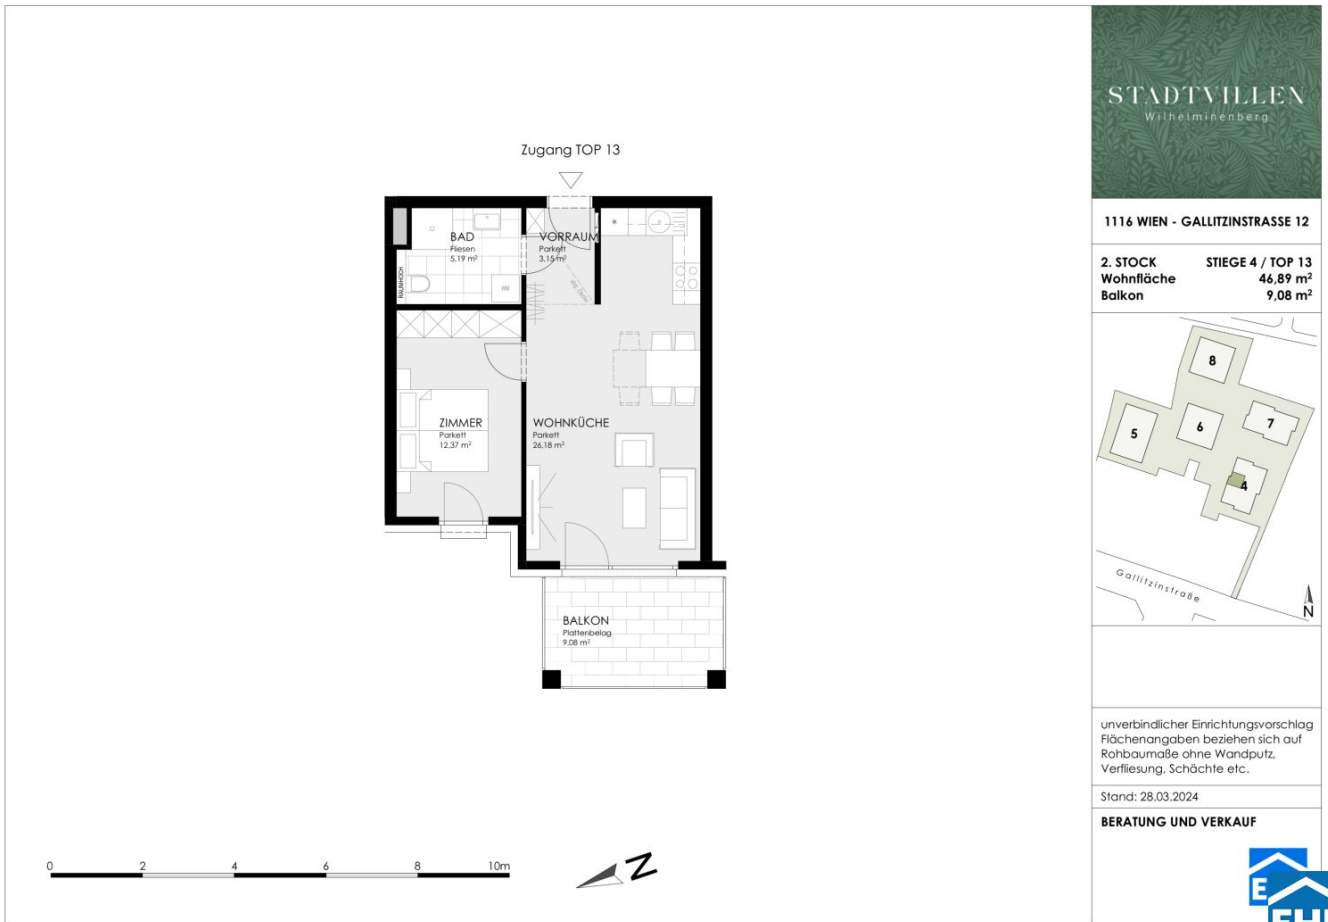 Zugang TOP 13
BAD
Fliesen
5,19 m²
VORRAUM
Parkett
3,15 m²
RAUMHOCH
WM
abg. Decke
ZIMMER
Parkett
12,37 m²
WOHNKÜCHE
Parkett
26,18 m²
BALKON
Plattenbelag
9,08 m²
0 2 4 6 8 10m
N
STADTVILLEN
Wilhelminenberg
1116 WIEN - GALLITZINSTRASSE 12
2. STOCK STIEGE 4 / TOP 13
Wohnfläche 46,89 m²
Balkon 9,08 m²
8
7
6
5
4
Gallitzinstraße
N
unverbindlicher Einrichtungsvorschlag
Flächenangaben beziehen sich auf
Rohbaumaße ohne Wandputz,
Verfliesung, Schächte etc.
Stand: 28.03.2024
BERATUNG UND VERKAUF